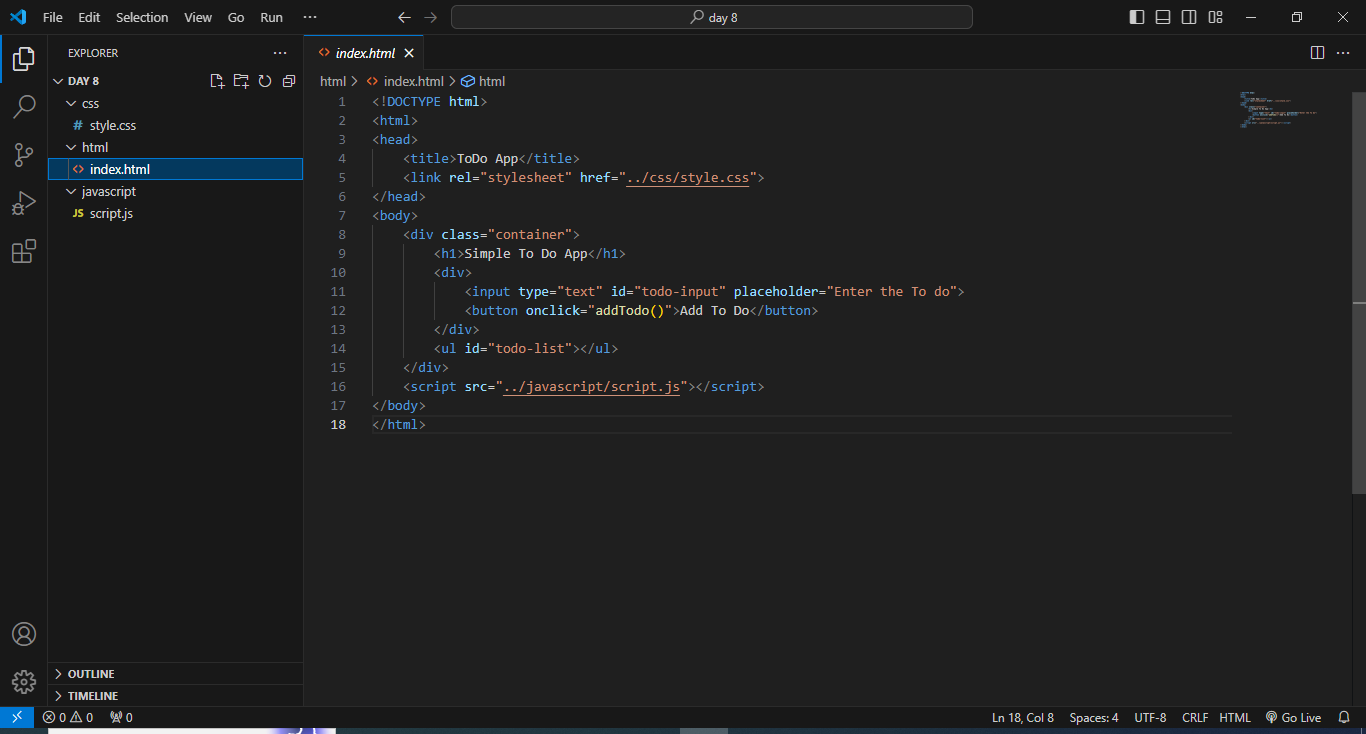 File Edit Selection View Go Run ···
day 8
EXPLORER ···
index.html
DAY 8
css
# style.css
html
<> index.html
javascript
JS script.js
OUTLINE
TIMELINE
html > <> index.html > html
1 <!DOCTYPE html>
2 <html>
3 <head>
4     <title>ToDo App</title>
5     <link rel="stylesheet" href="../css/style.css">
6 </head>
7 <body>
8     <div class="container">
9         <h1>Simple To Do App</h1>
10         <div>
11             <input type="text" id="todo-input" placeholder="Enter the To do">
12             <button onclick="addTodo()">Add To Do</button>
13         </div>
14         <ul id="todo-list"></ul>
15     </div>
16     <script src="../javascript/script.js"></script>
17 </body>
18 </html>
0 0 0 Ln 18, Col 8 Spaces: 4 UTF-8 CRLF HTML Go Live